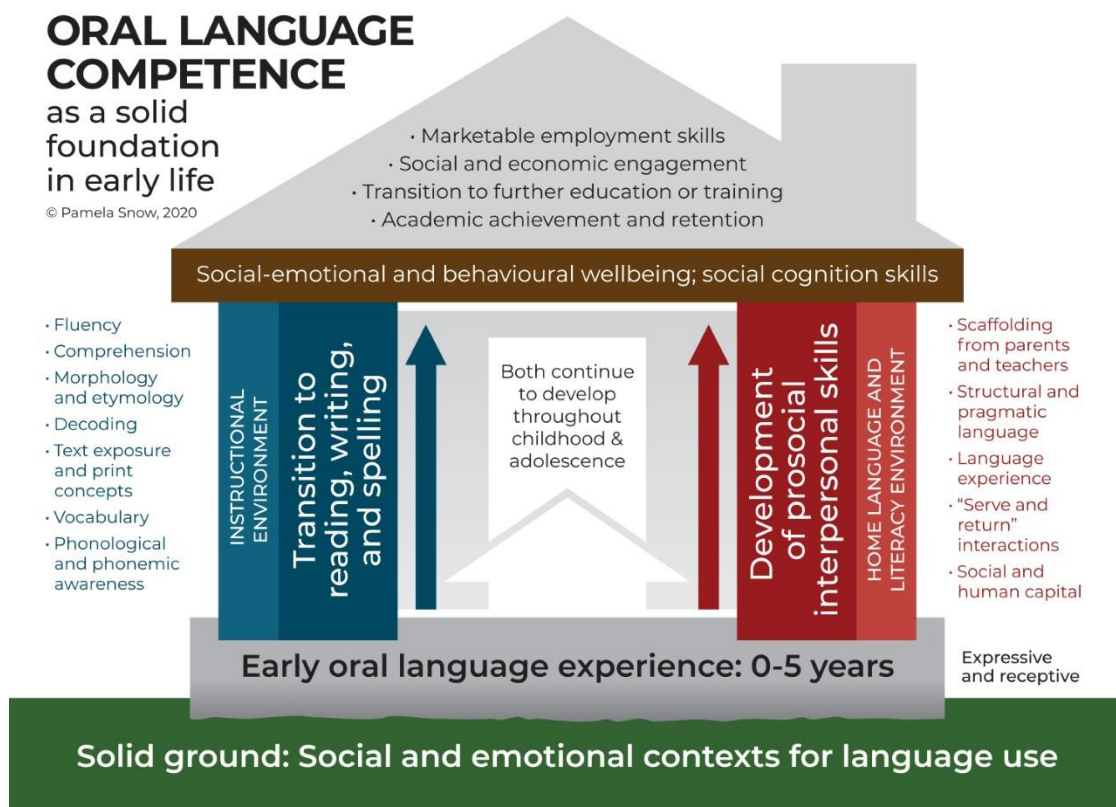 ORAL LANGUAGE
COMPETENCE
as a solid
foundation
in early life
© Pamela Snow, 2020
· Marketable employment skills
· Social and economic engagement
· Transition to further education or training
· Academic achievement and retention
Social-emotional and behavioural wellbeing; social cognition skills
· Fluency
· Comprehension
· Morphology
and etymology
· Decoding
· Text exposure
and print
concepts
· Vocabulary
· Phonological
and phonemic
awareness
INSTRUCTIONAL
ENVIRONMENT
Transition to
reading, writing,
and spelling
Both continue
to develop
throughout
childhood &
adolescence
Development
of prosocial
interpersonal skills
HOME LANGUAGE AND
LITERACY ENVIRONMENT
· Scaffolding
from parents
and teachers
· Structural and
pragmatic
language
· Language
experience
· “Serve and
return”
interactions
· Social and
human capital
Early oral language experience: 0-5 years
Expressive
and receptive
Solid ground: Social and emotional contexts for language use